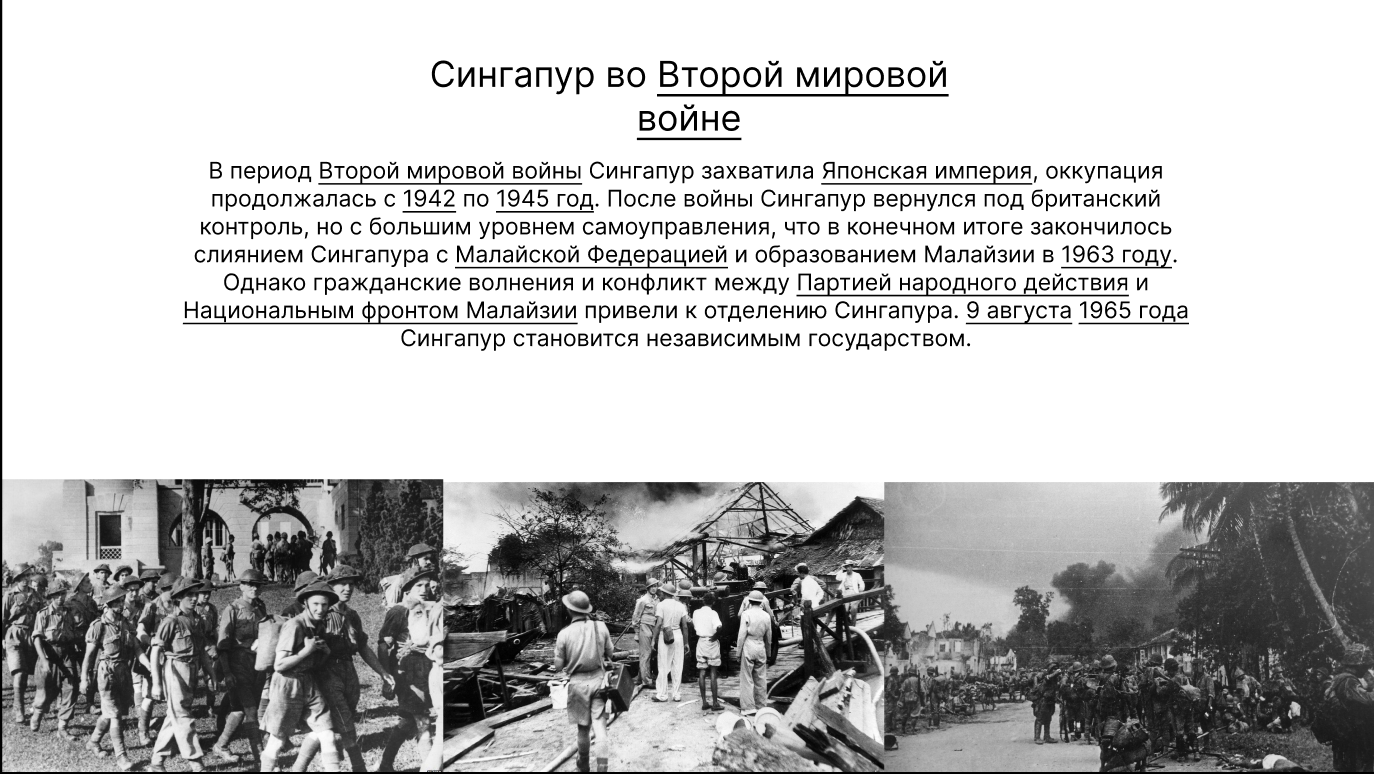 Сингапур во Второй мировой
войне
В период Второй мировой войны Сингапур захватила Японская империя, оккупация
продолжалась с 1942 по 1945 год. После войны Сингапур вернулся под британский
контроль, но с большим уровнем самоуправления, что в конечном итоге закончилось
слиянием Сингапура с Малайской Федерацией и образованием Малайзии в 1963 году.
Однако гражданские волнения и конфликт между Партией народного действия и
Национальным фронтом Малайзии привели к отделению Сингапура. 9 августа 1965 года
Сингапур становится независимым государством.